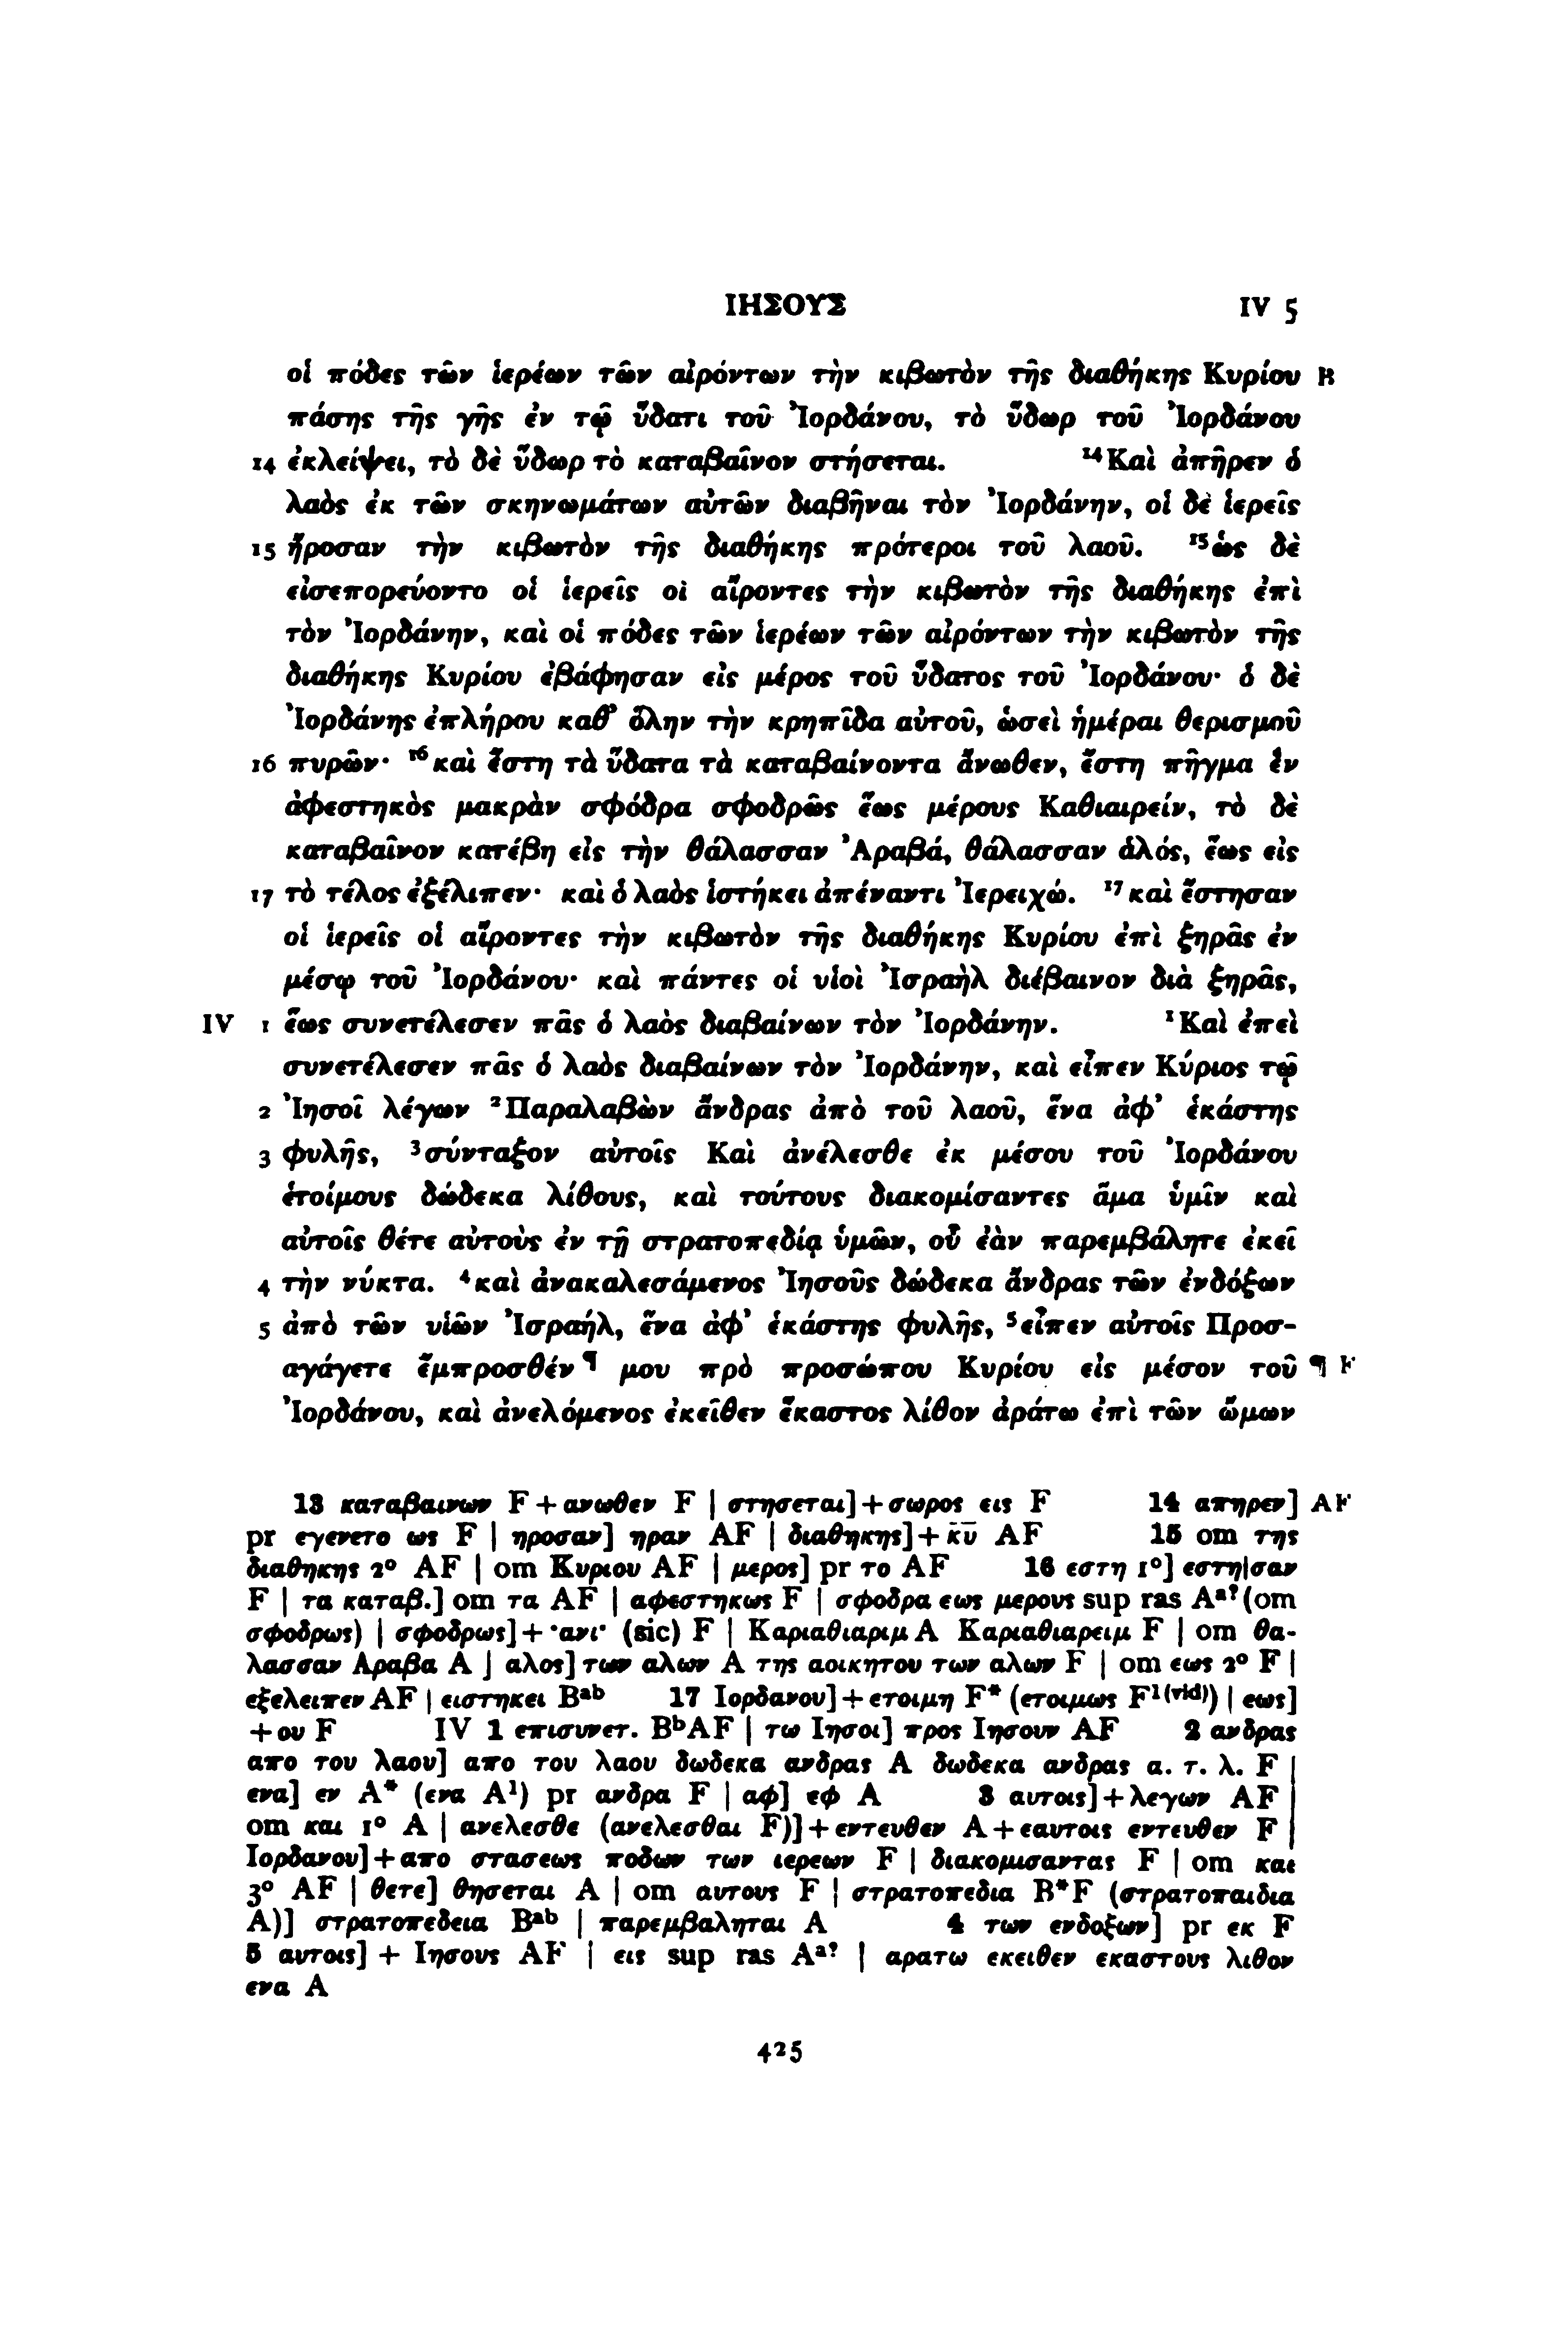 ΙΗΣΟΥΣ IV 5
οἱ πόδες τῶν ἱερέων τῶν αἰρόντων τὴν κιβωτὸν τῆς διαθήκης Κυρίου B
πάσης τῆς γῆς ἐν τῷ ὕδατι τοῦ Ἰορδάνου, τὸ ὕδωρ τοῦ Ἰορδάνου
14 ἐκλείψει, τὸ δὲ ὕδωρ τὸ καταβαῖνον στήσεται. ¹⁴Καὶ ἀπῆρεν ὁ
λαὸς ἐκ τῶν σκηνωμάτων αὐτῶν διαβῆναι τὸν Ἰορδάνην, οἱ δὲ ἱερεῖς
15 ἤροσαν τὴν κιβωτὸν τῆς διαθήκης πρότεροι τοῦ λαοῦ. ¹⁵ὡς δὲ
εἰσεπορεύοντο οἱ ἱερεῖς οἱ αἴροντες τὴν κιβωτὸν τῆς διαθήκης ἐπὶ
τὸν Ἰορδάνην, καὶ οἱ πόδες τῶν ἱερέων τῶν αἰρόντων τὴν κιβωτὸν τῆς
διαθήκης Κυρίου ἐβάφησαν εἰς μέρος τοῦ ὕδατος τοῦ Ἰορδάνου· ὁ δὲ
Ἰορδάνης ἐπλήρου καθ᾽ ὅλην τὴν κρηπῖδα αὐτοῦ, ὡσεὶ ἡμέραι θερισμοῦ
16 πυρῶν· ¹⁶καὶ ἔστη τὰ ὕδατα τὰ καταβαίνοντα ἄνωθεν, ἔστη πῆγμα ἓν
ἀφεστηκὸς μακρὰν σφόδρα σφοδρῶς ἕως μέρους Καθιαιρείν, τὸ δὲ
καταβαῖνον κατέβη εἰς τὴν θάλασσαν Ἀραβά, θάλασσαν ἁλός, ἕως εἰς
17 τὸ τέλος ἐξέλιπεν· καὶ ὁ λαὸς ἱστήκει ἀπέναντι Ἰερειχώ. ¹⁷καὶ ἔστησαν
οἱ ἱερεῖς οἱ αἴροντες τὴν κιβωτὸν τῆς διαθήκης Κυρίου ἐπὶ ξηρᾶς ἐν
μέσῳ τοῦ Ἰορδάνου· καὶ πάντες οἱ υἱοὶ Ἰσραὴλ διέβαινον διὰ ξηρᾶς,
IV 1 ἕως συνετέλεσεν πᾶς ὁ λαὸς διαβαίνων τὸν Ἰορδάνην. ¹Καὶ ἐπεὶ
συνετέλεσεν πᾶς ὁ λαὸς διαβαίνων τὸν Ἰορδάνην, καὶ εἶπεν Κύριος τῷ
2 Ἰησοῖ λέγων ²Παραλαβὼν ἄνδρας ἀπὸ τοῦ λαοῦ, ἕνα ἀφ᾽ ἑκάστης
3 φυλῆς, ³σύνταξον αὐτοῖς Καὶ ἀνέλεσθε ἐκ μέσου τοῦ Ἰορδάνου
ἑτοίμους δώδεκα λίθους, καὶ τούτους διακομίσαντες ἅμα ὑμῖν καὶ
αὐτοῖς θέτε αὐτοὺς ἐν τῇ στρατοπεδίᾳ ὑμῶν, οὗ ἐὰν παρεμβάλητε ἐκεῖ
4 τὴν νύκτα. ⁴καὶ ἀνακαλεσάμενος Ἰησοῦς δώδεκα ἄνδρας τῶν ἐνδόξων
5 ἀπὸ τῶν υἱῶν Ἰσραήλ, ἕνα ἀφ᾽ ἑκάστης φυλῆς, ⁵εἶπεν αὐτοῖς Προσ-
αγάγετε ἔμπροσθέν ¶ μου πρὸ προσώπου Κυρίου εἰς μέσον τοῦ ¶ F
Ἰορδάνου, καὶ ἀνελόμενος ἐκεῖθεν ἕκαστος λίθον ἀράτω ἐπὶ τῶν ὤμων
13 καταβαινων F + ανωθεν F | στησεται] + σωρος εις F 14 απηρεν] AF
pr εγενετο ως F | ηροσαν] ηραν AF | διαθηκης] + κ̅υ̅ AF 15 om της
διαθηκης 2° AF | om Κυριου AF | μερος] pr το AF 16 εστη 1°] εστη|σαν
F | τα καταβ.] om τα AF | αφεστηκως F | σφοδρα εως μερους sup ras Aᵃ? (om
σφοδρως) | σφοδρως] + ·ανι· (sic) F | Καριαθιαριμ A Καριαθιαρειμ F | om θα-
λασσαν Αραβα A | αλος] των αλων A της αοικητου των αλων F | om εως 2° F |
εξελειπεν AF | ειστηκει Bᵃᵇ 17 Ιορδανου] + ετοιμη F* (ετοιμως F¹⁽ᵛⁱᵈ⁾) | εως]
+ ου F IV 1 επισυνετ. BᵇAF | τω Ιησοι] προς Ιησουν AF 2 ανδρας
απο του λαου] απο του λαου δωδεκα ανδρας A δωδεκα ανδρας α. τ. λ. F |
ενα] εν A* (ενα A¹) pr ανδρα F | αφ] εφ A 3 αυτοις] + λεγων AF |
om και 1° A | ανελεσθε (ανελεσθαι F)] + εντευθεν A + εαυτοις εντευθεν F |
Ιορδανου] + απο στασεως ποδων των ιερεων F | διακομισαντας F | om και
3° AF | θετε] θησεται A | om αυτους F | στρατοπεδια B*F (στρατοπαιδια
A)] στρατοπεδεια Bᵃᵇ | παρεμβαληται A 4 των ενδοξων] pr εκ F
5 αυτοις] + Ιησους AF | εις sup ras Aᵃ? | αρατω εκειθεν εκαστους λιθον
ενα A
425